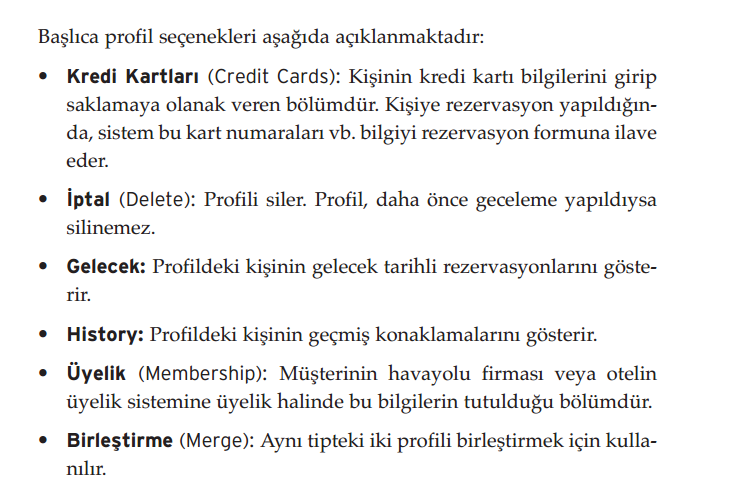 Başlıca profil seçenekleri aşağıda açıklanmaktadır:
• Kredi Kartları (Credit Cards): Kişinin kredi kartı bilgilerini girip
saklamaya olanak veren bölümdür. Kişiye rezervasyon yapıldığın-
da, sistem bu kart numaraları vb. bilgiyi rezervasyon formuna ilave
eder.
• İptal (Delete): Profili siler. Profil, daha önce geceleme yapıldıysa
silinemez.
• Gelecek: Profildeki kişinin gelecek tarihli rezervasyonlarını göste-
rir.
• History: Profildeki kişinin geçmiş konaklamalarını gösterir.
• Üyelik (Membership): Müşterinin havayolu firması veya otelin
üyelik sistemine üyelik halinde bu bilgilerin tutulduğu bölümdür.
• Birleştirme (Merge): Aynı tipteki iki profili birleştirmek için kulla-
nılır.